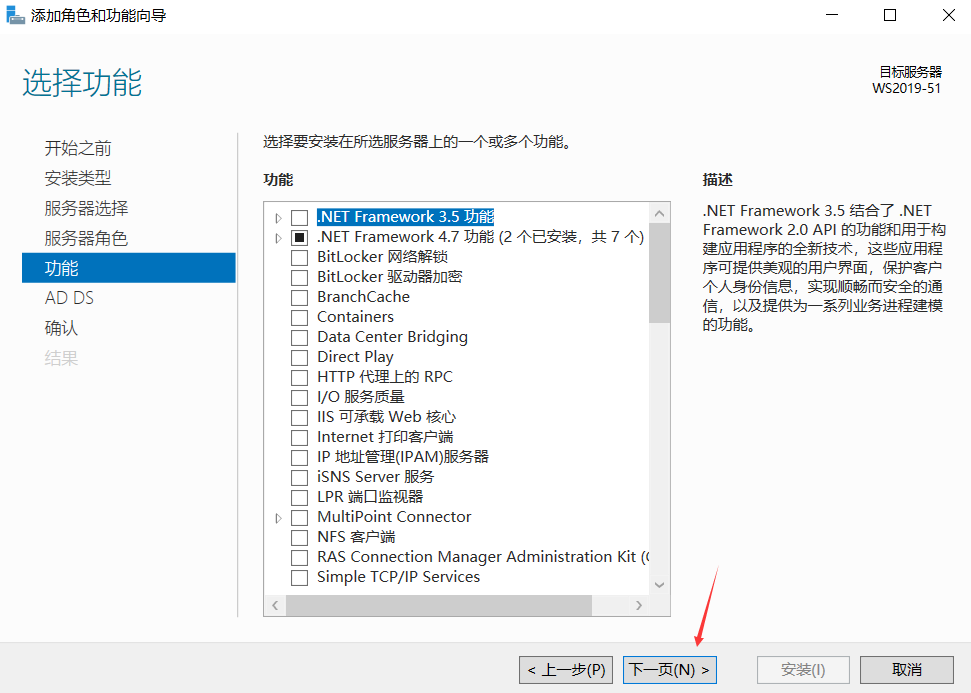 添加角色和功能向导
选择功能
目标服务器
WS2019-51
开始之前
安装类型
服务器选择
服务器角色
功能
AD DS
确认
结果
选择要安装在所选服务器上的一个或多个功能。
功能
.NET Framework 3.5 功能
.NET Framework 4.7 功能 (2 个已安装，共 7 个)
BitLocker 网络解锁
BitLocker 驱动器加密
BranchCache
Containers
Data Center Bridging
Direct Play
HTTP 代理上的 RPC
I/O 服务质量
IIS 可承载 Web 核心
Internet 打印客户端
IP 地址管理(IPAM)服务器
iSNS Server 服务
LPR 端口监视器
MultiPoint Connector
NFS 客户端
RAS Connection Manager Administration Kit (
Simple TCP/IP Services
描述
.NET Framework 3.5 结合了 .NET
Framework 2.0 API 的功能和用于构
建应用程序的全新技术，这些应用程
序可提供美观的用户界面，保护客户
个人身份信息，实现顺畅而安全的通
信，以及提供为一系列业务进程建模
的功能。
< 上一步(P)
下一页(N) >
安装(I)
取消